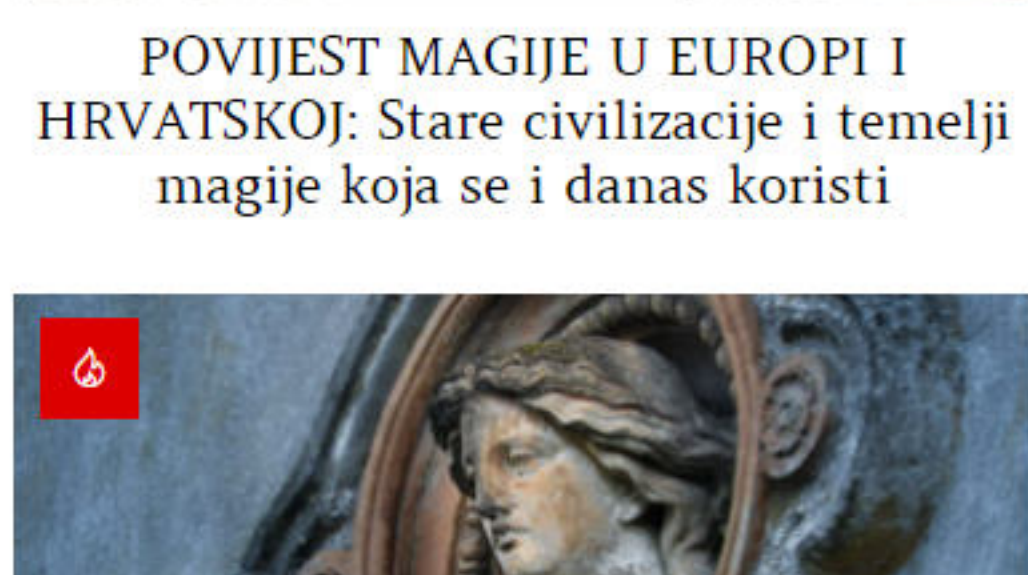 POVIJEST MAGIJE U EUROPI I
HRVATSKOJ: Stare civilizacije i temelji
magije koja se i danas koristi